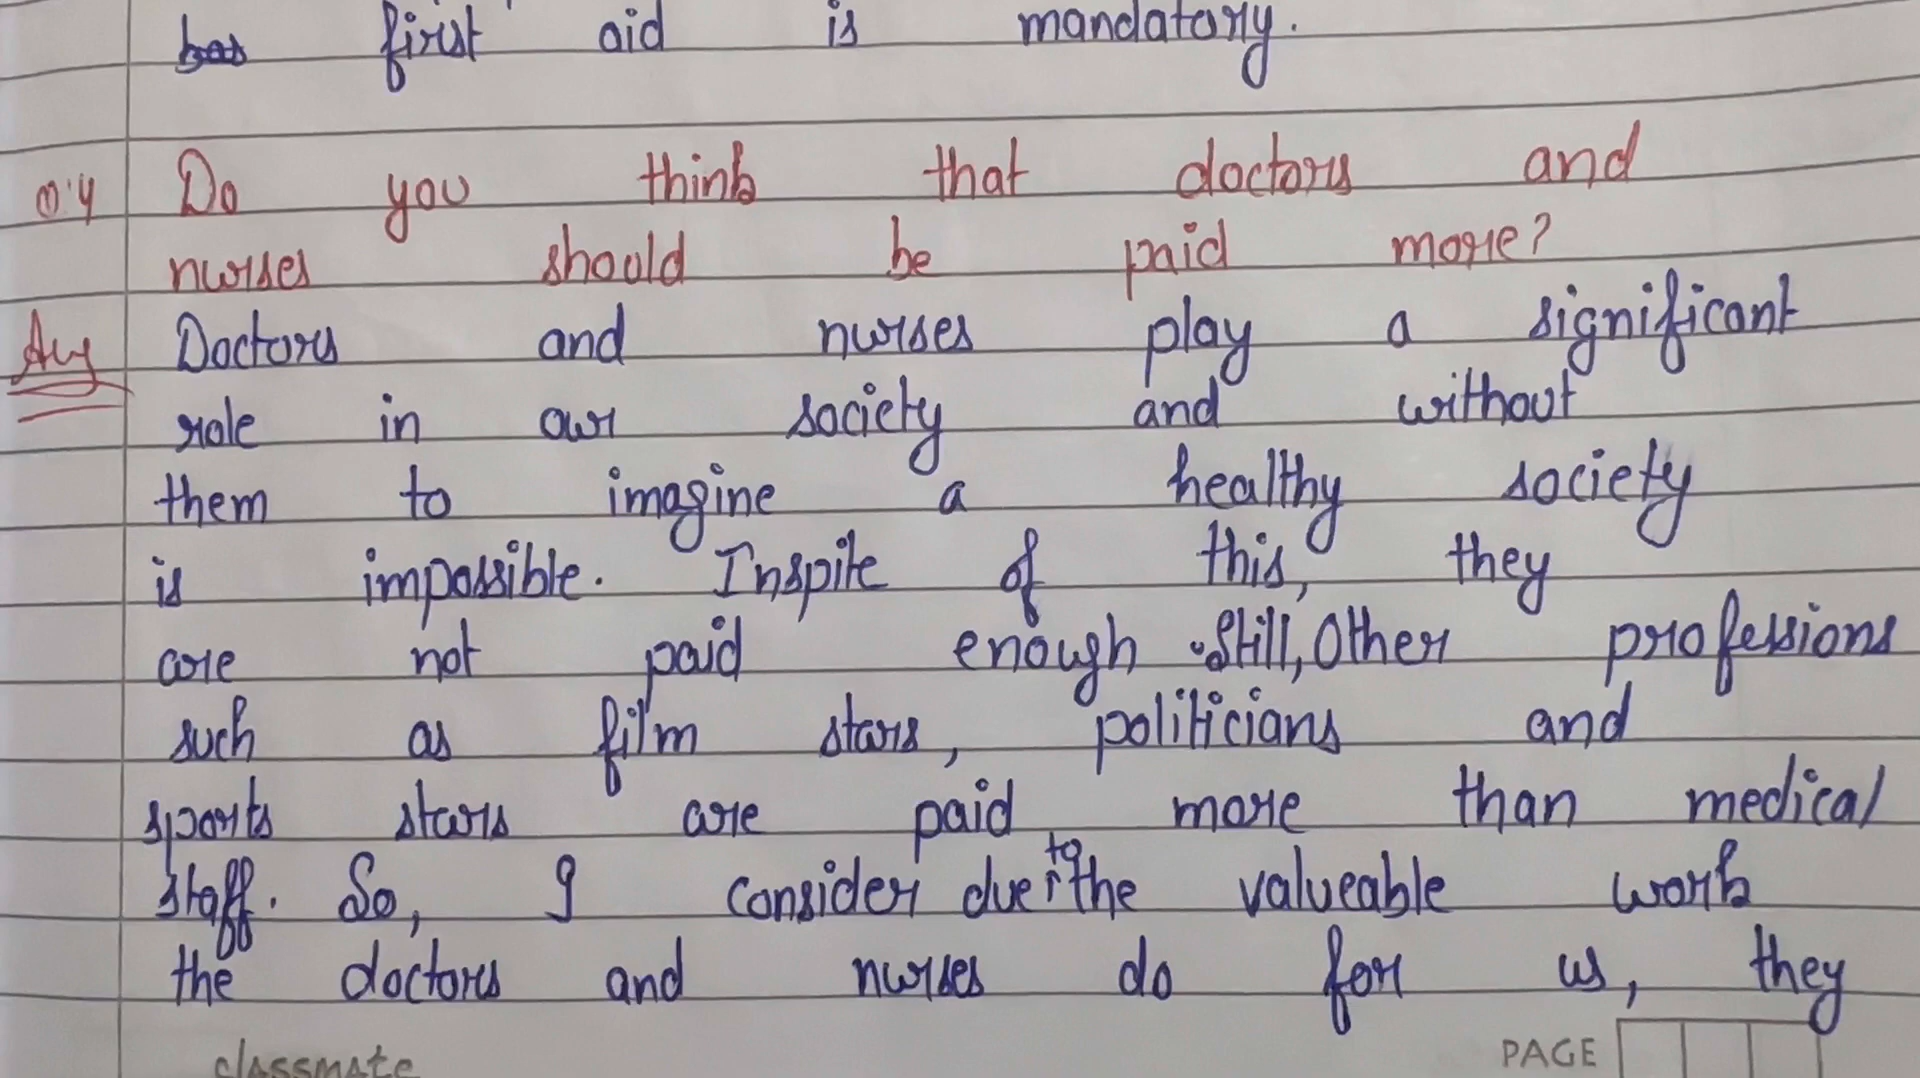 bas first aid is mandatory.
Q.4 Do you think that doctors and
nurses should be paid more?
Ans Doctors and nurses play a significant
role in our society and without
them to imagine a healthy society
is impossible. Inspite of this, they
are not paid enough. Still, Other professions
such as film stars, politicians and
sports stars are paid more than medical
staff. So, I consider due to the valueable work
the doctors and nurses do for us, they
classmate
PAGE